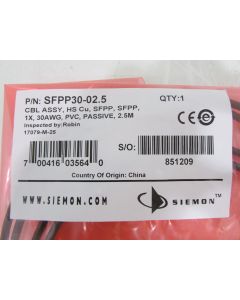 P/N: SFPP30-02.5
QTY:1
CBL ASSY, HS Cu, SFPP, SFPP,
1X, 30AWG, PVC, PASSIVE, 2.5M
Inspected by:Robin
17079-M-25
S/O:
7 00416 03564 0
851209
Country Of Origin: China
SIEMON™
WWW.SIEMON.COM